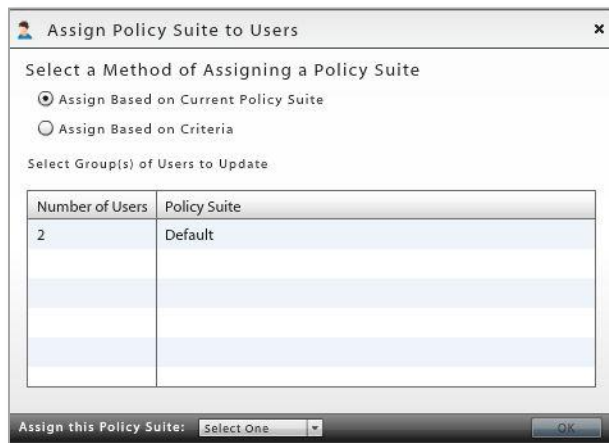 Assign Policy Suite to Users
Select a Method of Assigning a Policy Suite
Assign Based on Current Policy Suite
Assign Based on Criteria
Select Group(s) of Users to Update
Number of Users Policy Suite
2 Default
Assign this Policy Suite: Select One OK